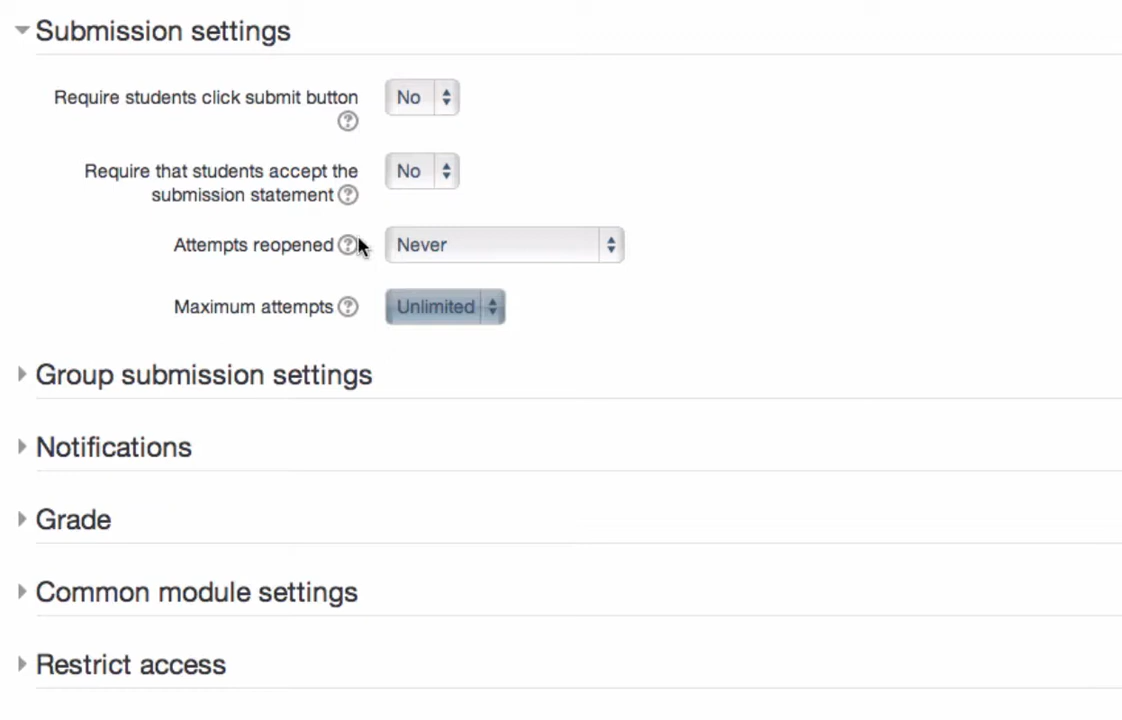 Submission settings
Require students click submit button No
Require that students accept the No
submission statement
Attempts reopened Never
Maximum attempts Unlimited
Group submission settings
Notifications
Grade
Common module settings
Restrict access